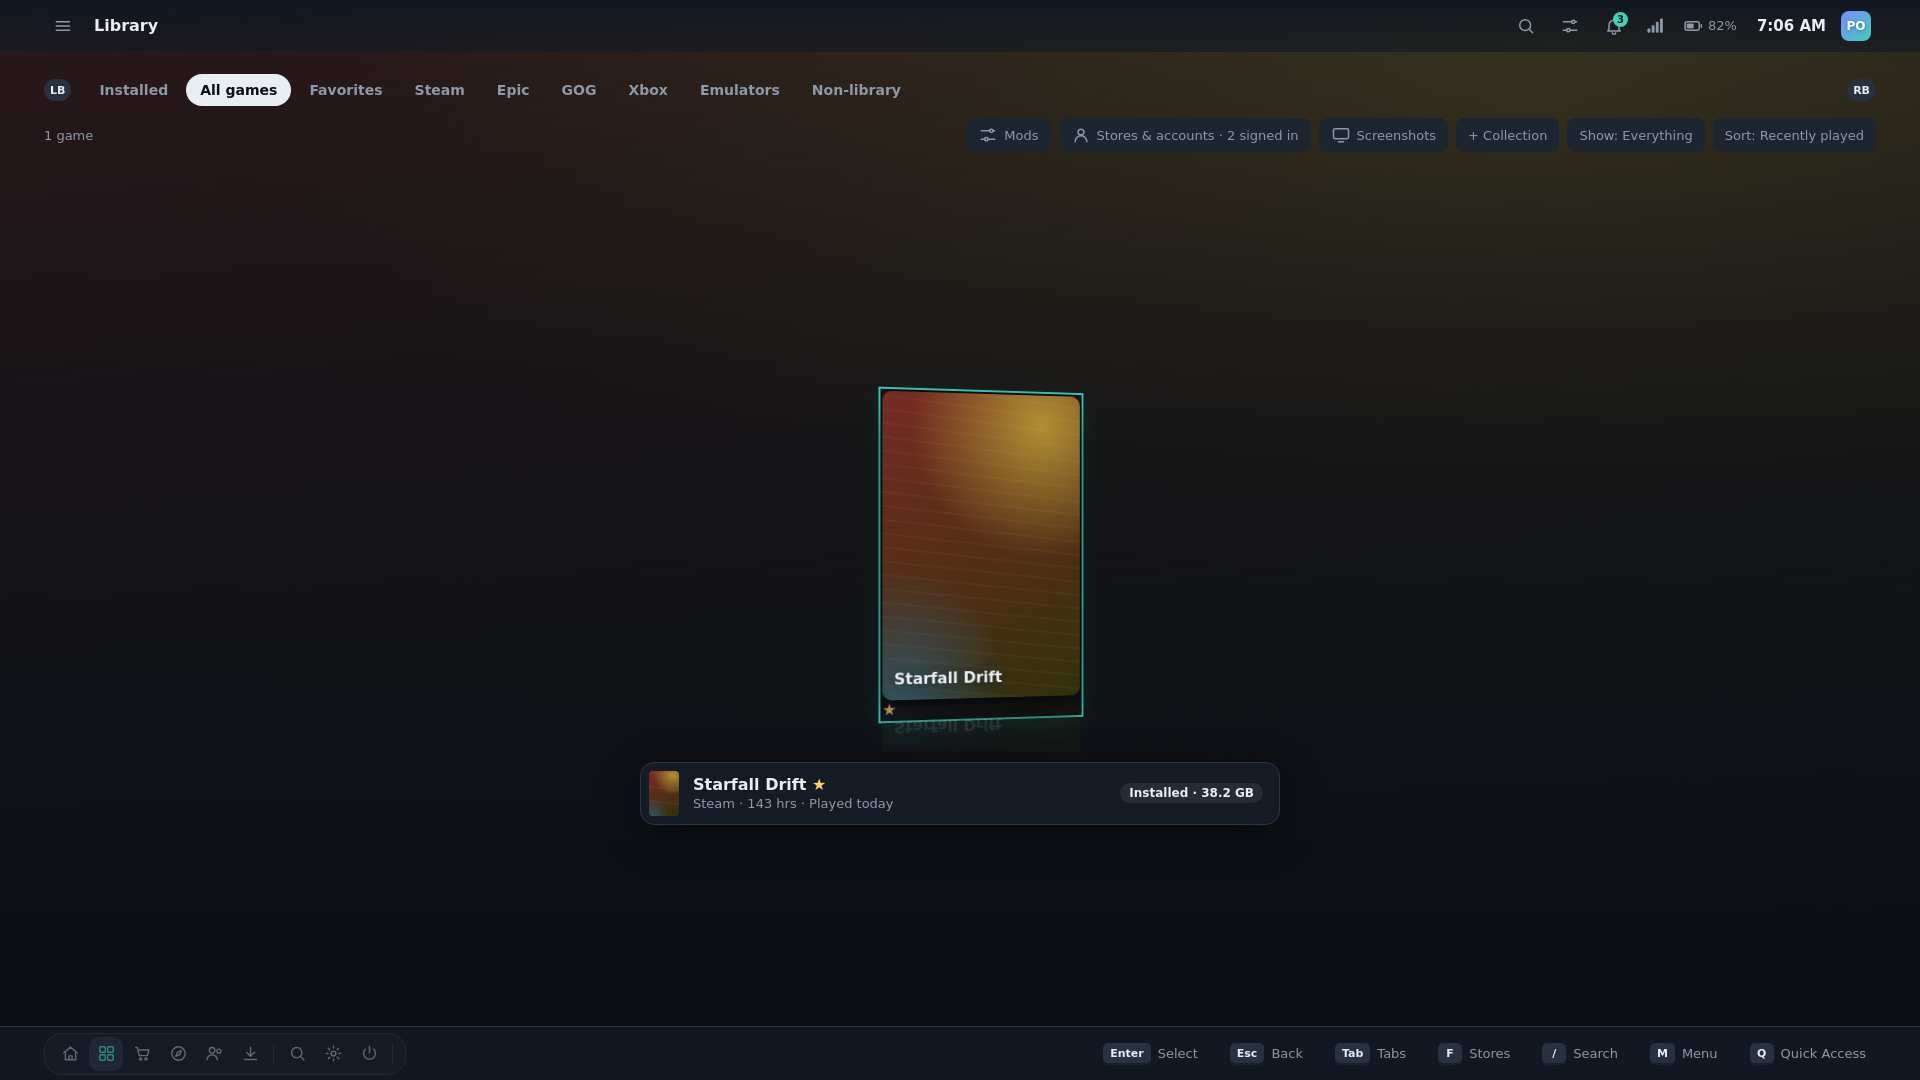 Library
3
82%
7:06 AM
PO
LB
Installed
All games
Favorites
Steam
Epic
GOG
Xbox
Emulators
Non-library
RB
1 game
Mods
Stores & accounts · 2 signed in
Screenshots
+ Collection
Show: Everything
Sort: Recently played
Starfall Drift
★
Starfall Drift
Starfall Drift ★
Steam · 143 hrs · Played today
Installed · 38.2 GB
Enter Select
Esc Back
Tab Tabs
F Stores
/ Search
M Menu
Q Quick Access